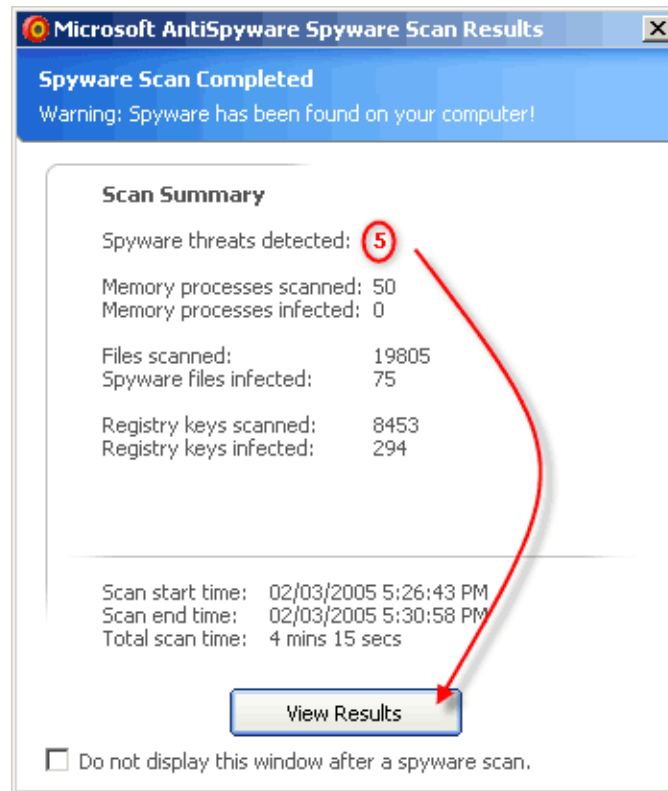 Microsoft AntiSpyware Spyware Scan Results
Spyware Scan Completed
Warning: Spyware has been found on your computer!
Scan Summary
Spyware threats detected: 5
Memory processes scanned: 50
Memory processes infected: 0
Files scanned: 19805
Spyware files infected: 75
Registry keys scanned: 8453
Registry keys infected: 294
Scan start time: 02/03/2005 5:26:43 PM
Scan end time: 02/03/2005 5:30:58 PM
Total scan time: 4 mins 15 secs
View Results
Do not display this window after a spyware scan.